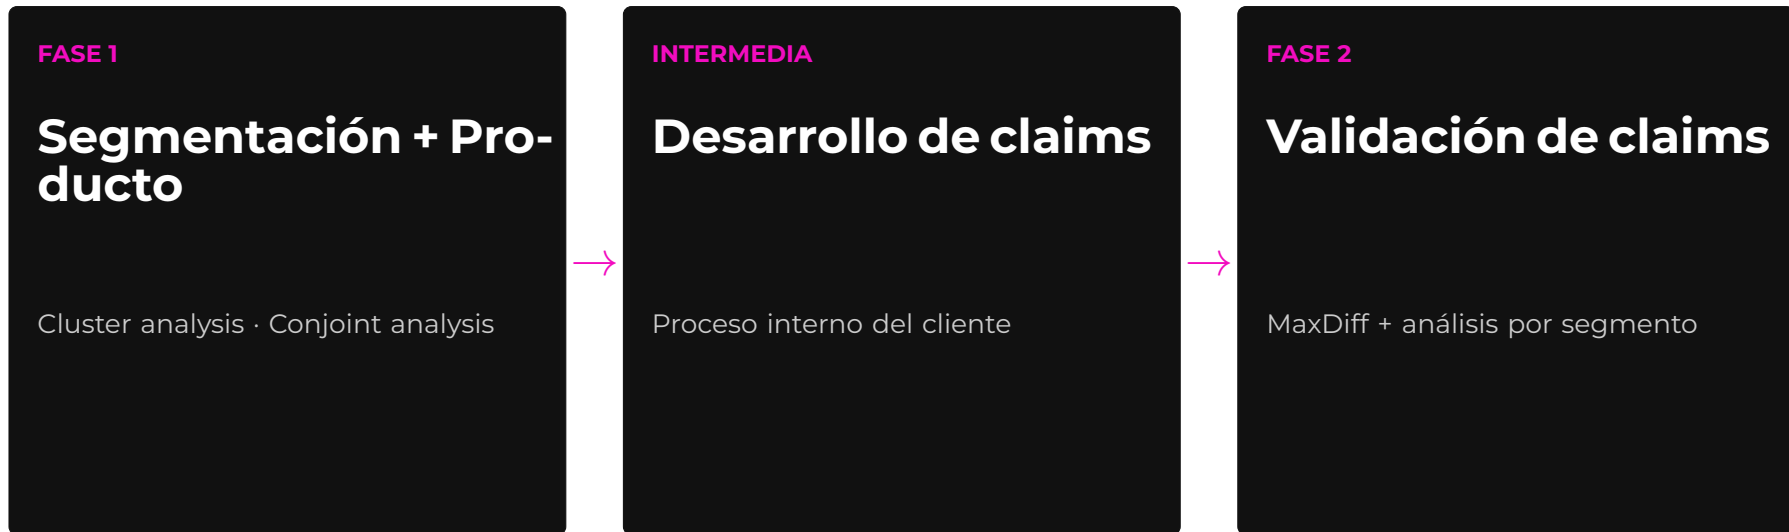 FASE 1
Segmentación + Pro-
ducto
Cluster analysis · Conjoint analysis
→
INTERMEDIA
Desarrollo de claims
Proceso interno del cliente
→
FASE 2
Validación de claims
MaxDiff + análisis por segmento